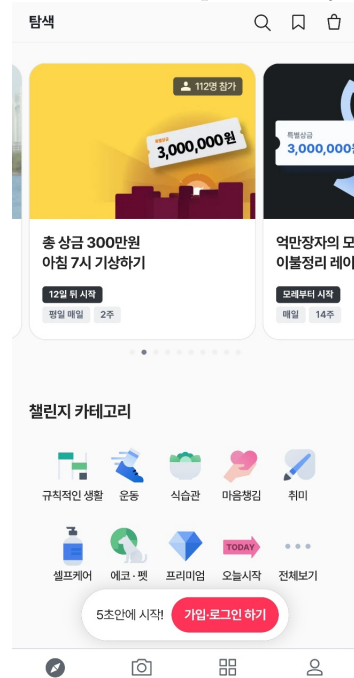 탐색
112명 참가
3,000,000원
특별상금
3,000,000원
총 상금 300만원
아침 7시 기상하기
12일 뒤 시작
평일 매일 2주
억만장자의 모
이불정리 레이
모레부터 시작
매일 14주
챌린지 카테고리
규칙적인 생활 운동 식습관 마음챙김 취미
TODAY
셀프케어 에코·펫 프리미엄 오늘시작 전체보기
5초안에 시작! 가입·로그인 하기